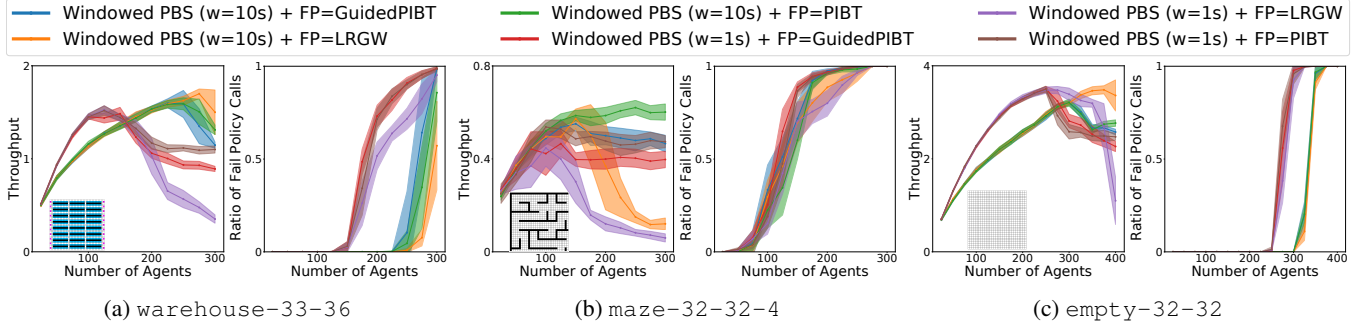 Windowed PBS (w=10s) + FP=GuidedPIBT
Windowed PBS (w=10s) + FP=PIBT
Windowed PBS (w=1s) + FP=LRGW
Windowed PBS (w=10s) + FP=LRGW
Windowed PBS (w=1s) + FP=GuidedPIBT
Windowed PBS (w=1s) + FP=PIBT
Throughput
2
1
0
100
200
300
Number of Agents
Ratio of Fail Policy Calls
1
0.5
0
100
200
300
Number of Agents
(a) warehouse-33-36
Throughput
0.8
0.4
0
100
200
300
Number of Agents
Ratio of Fail Policy Calls
1.0
0.5
0.0
100
200
300
Number of Agents
(b) maze-32-32-4
Throughput
4
2
0
100
200
300
400
Number of Agents
Ratio of Fail Policy Calls
1
0.5
0
100
200
300
400
Number of Agents
(c) empty-32-32